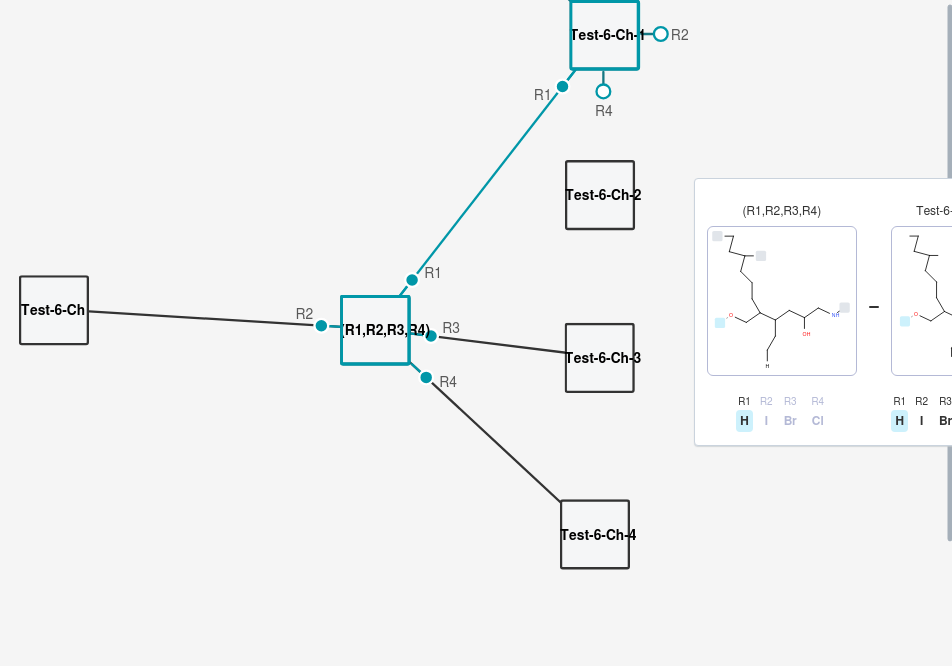 Test-6-Ch-1
R2
R1
R4
Test-6-Ch-2
(R1,R2,R3,R4)
Test-6-
R1
Test-6-Ch
R2
(R1,R2,R3,R4)
R3
Test-6-Ch-3
R4
Test-6-Ch-4
O
NH
OH
H
O
R1 R2 R3 R4
H I Br Cl
R1 R2 R3
H I Br